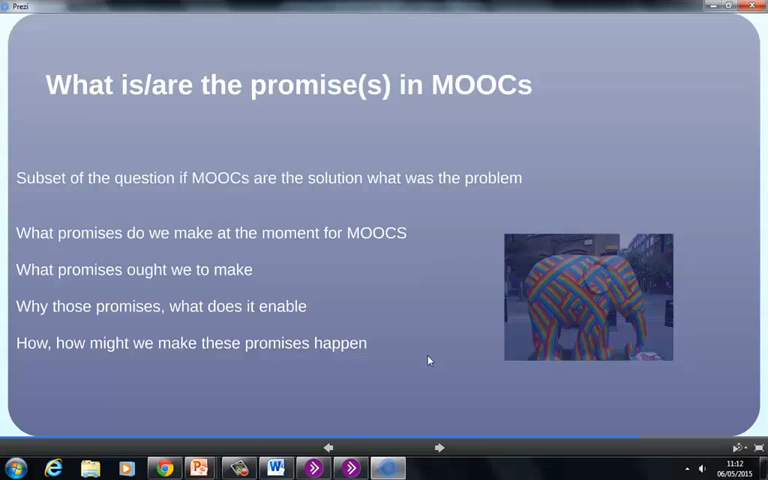 Prezi
What is/are the promise(s) in MOOCs
Subset of the question if MOOCs are the solution what was the problem
What promises do we make at the moment for MOOCS
What promises ought we to make
Why those promises, what does it enable
How, how might we make these promises happen
11:12
06/05/2015